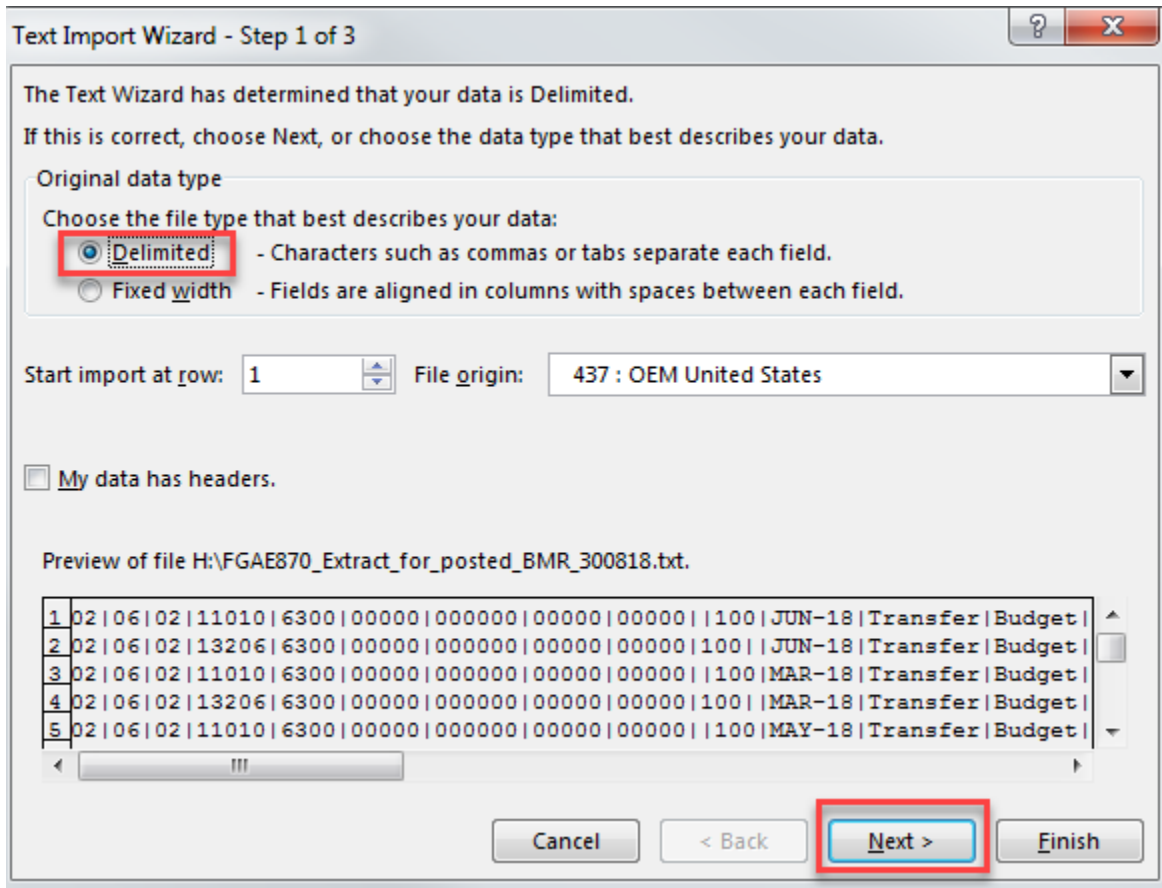 Text Import Wizard - Step 1 of 3
The Text Wizard has determined that your data is Delimited.
If this is correct, choose Next, or choose the data type that best describes your data.
Original data type
Choose the file type that best describes your data:
Delimited - Characters such as commas or tabs separate each field.
Fixed width - Fields are aligned in columns with spaces between each field.
Start import at row: 1 File origin: 437 : OEM United States
My data has headers.
Preview of file H:\FGAE870_Extract_for_posted_BMR_300818.txt.
1 02|06|02|11010|6300|00000|000000|00000|00000||100|JUN-18|Transfer|Budget|
2 02|06|02|13206|6300|00000|000000|00000|00000|100||JUN-18|Transfer|Budget|
3 02|06|02|11010|6300|00000|000000|00000|00000||100|MAR-18|Transfer|Budget|
4 02|06|02|13206|6300|00000|000000|00000|00000|100||MAR-18|Transfer|Budget|
5 02|06|02|11010|6300|00000|000000|00000|00000||100|MAY-18|Transfer|Budget|
Cancel < Back Next > Finish